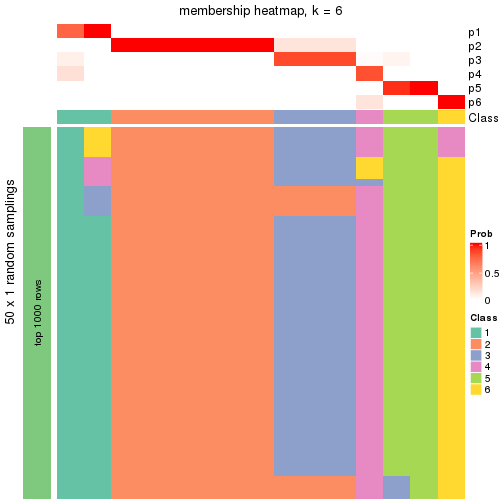 membership heatmap, k = 6
p1
p2
p3
p4
p5
p6
Class
50 x 1 random samplings
top 1000 rows
Prob
1
0.5
0
Class
1
2
3
4
5
6